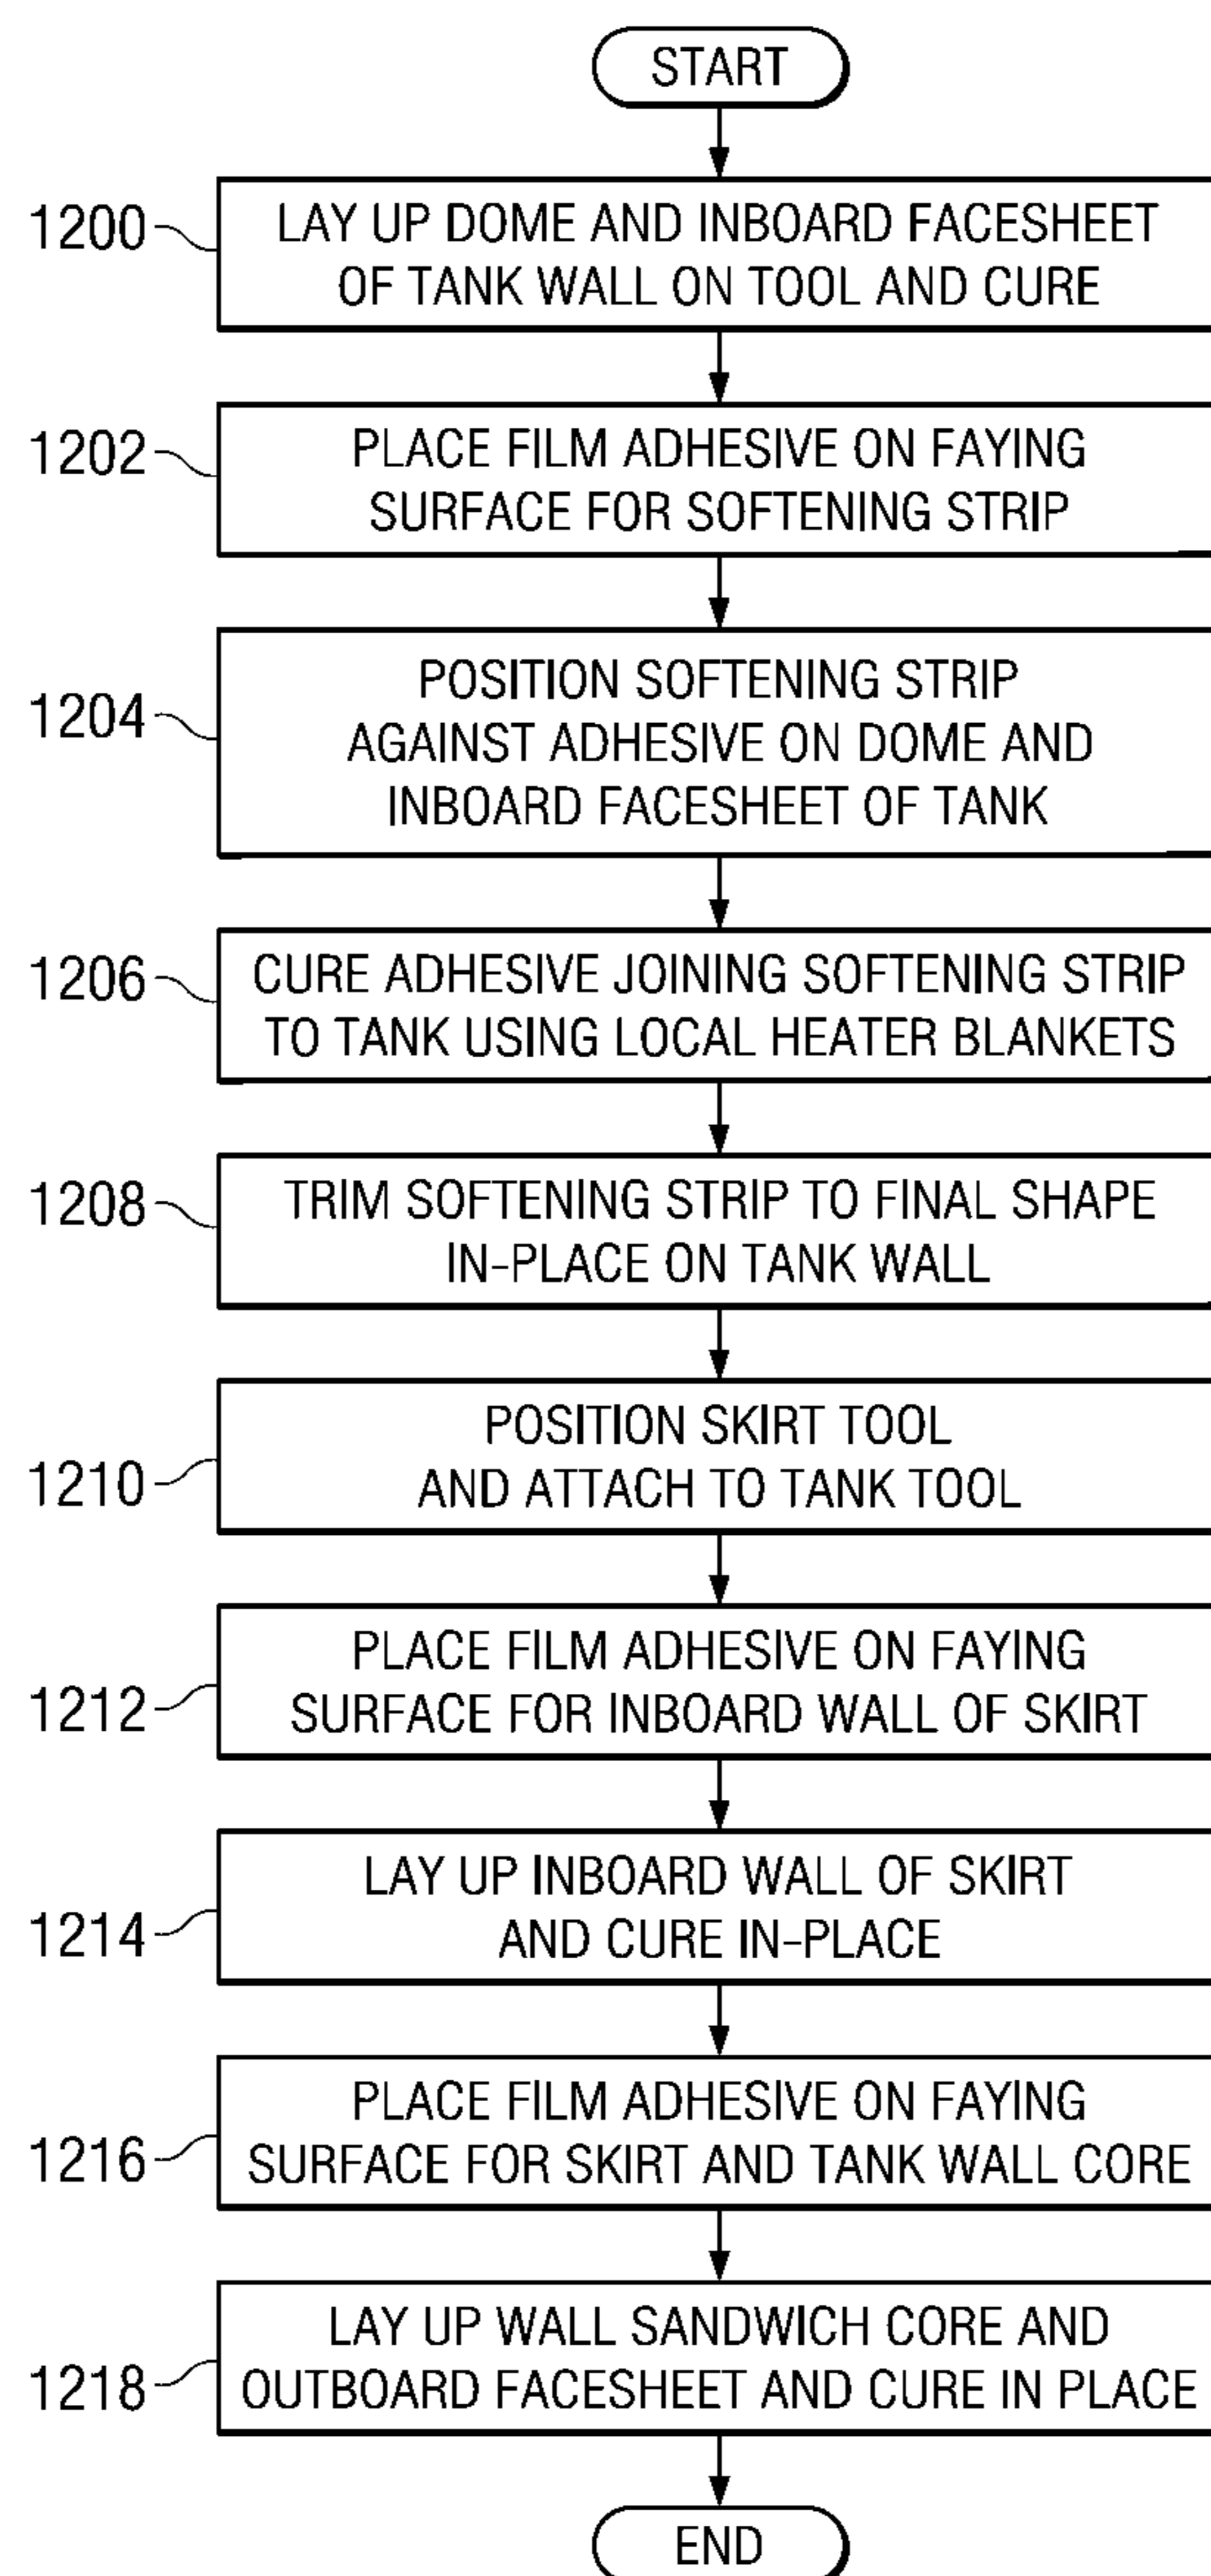 START
1200
LAY UP DOME AND INBOARD FACESHEET
OF TANK WALL ON TOOL AND CURE
1202
PLACE FILM ADHESIVE ON FAYING
SURFACE FOR SOFTENING STRIP
1204
POSITION SOFTENING STRIP
AGAINST ADHESIVE ON DOME AND
INBOARD FACESHEET OF TANK
1206
CURE ADHESIVE JOINING SOFTENING STRIP
TO TANK USING LOCAL HEATER BLANKETS
1208
TRIM SOFTENING STRIP TO FINAL SHAPE
IN-PLACE ON TANK WALL
1210
POSITION SKIRT TOOL
AND ATTACH TO TANK TOOL
1212
PLACE FILM ADHESIVE ON FAYING
SURFACE FOR INBOARD WALL OF SKIRT
1214
LAY UP INBOARD WALL OF SKIRT
AND CURE IN-PLACE
1216
PLACE FILM ADHESIVE ON FAYING
SURFACE FOR SKIRT AND TANK WALL CORE
1218
LAY UP WALL SANDWICH CORE AND
OUTBOARD FACESHEET AND CURE IN PLACE
END